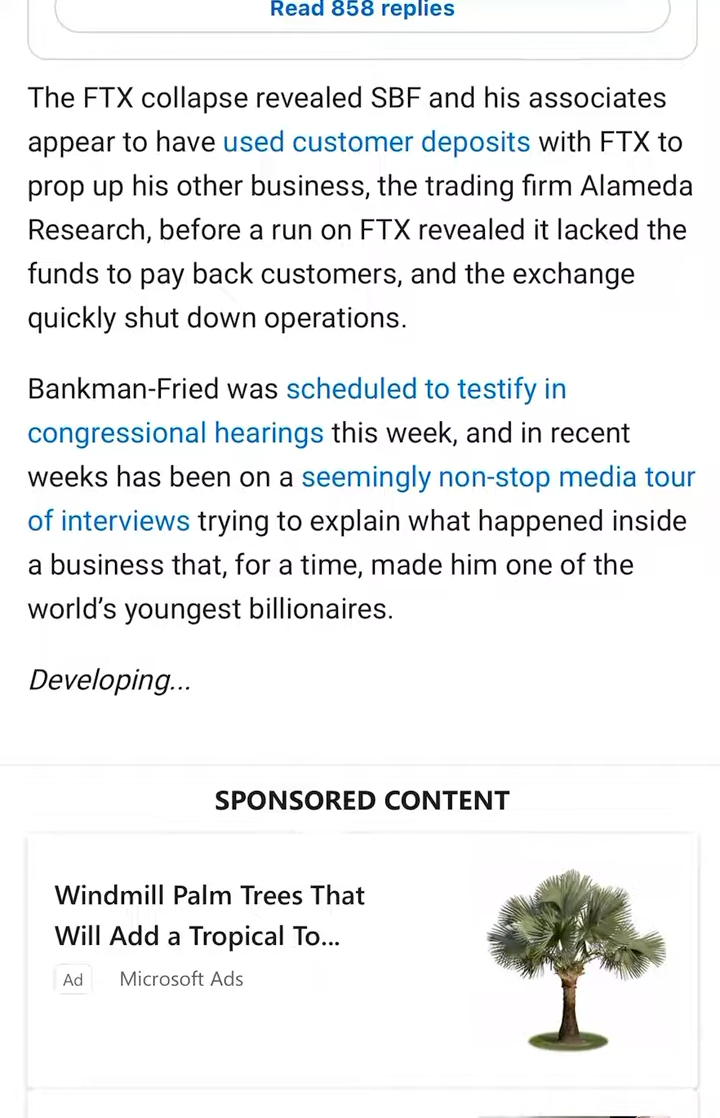 Read 858 replies
The FTX collapse revealed SBF and his associates
appear to have used customer deposits with FTX to
prop up his other business, the trading firm Alameda
Research, before a run on FTX revealed it lacked the
funds to pay back customers, and the exchange
quickly shut down operations.
Bankman-Fried was scheduled to testify in
congressional hearings this week, and in recent
weeks has been on a seemingly non-stop media tour
of interviews trying to explain what happened inside
a business that, for a time, made him one of the
world’s youngest billionaires.
Developing...
SPONSORED CONTENT
Windmill Palm Trees That
Will Add a Tropical To...
Ad Microsoft Ads